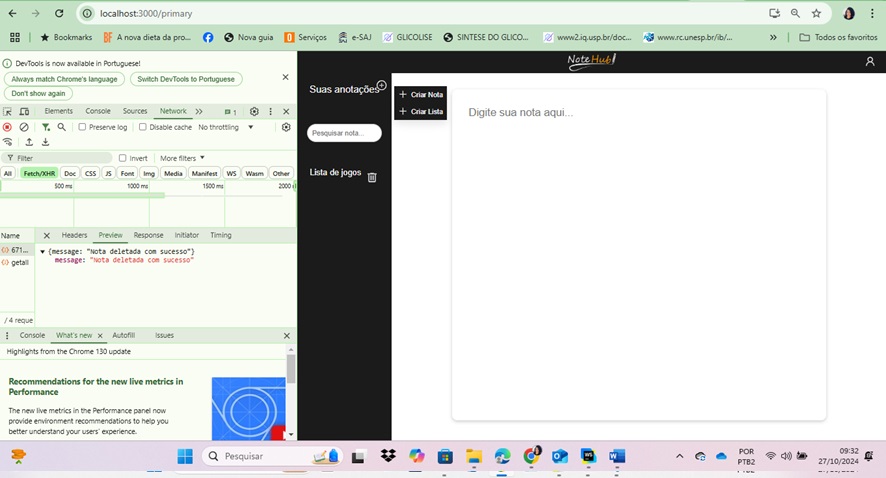 localhost:3000/primary
Bookmarks
A nova dieta da pro...
Nova guia
Serviços
e-SAJ
GLICOLISE
SINTESE DO GLICO...
www2.iq.usp.br/doc...
www.rc.unesp.br/ib/...
»
Todos os favoritos
DevTools is now available in Portuguese!
Always match Chrome's language
Switch DevTools to Portuguese
Don't show again
Elements
Console
Sources
Network
1
Preserve log
Disable cache
No throttling
Filter
Invert
More filters
All
Fetch/XHR
Doc
CSS
JS
Font
Img
Media
Manifest
WS
Wasm
Other
500 ms
1000 ms
1500 ms
2000
Name
Headers
Preview
Response
Initiator
Timing
671...
getall
{message: "Nota deletada com sucesso"}
message: "Nota deletada com sucesso"
/ 4 reque
Console
What's new
Autofill
Issues
Highlights from the Chrome 130 update
Recommendations for the new live metrics in
Performance
The new live metrics in the Performance panel now
provide environment recommendations to help you
better understand your users' experience.
NoteHub!
Suas anotações
Pesquisar nota...
Lista de jogos
Criar Nota
Criar Lista
Digite sua nota aqui...
Pesquisar
POR
PTB2
09:32
27/10/2024